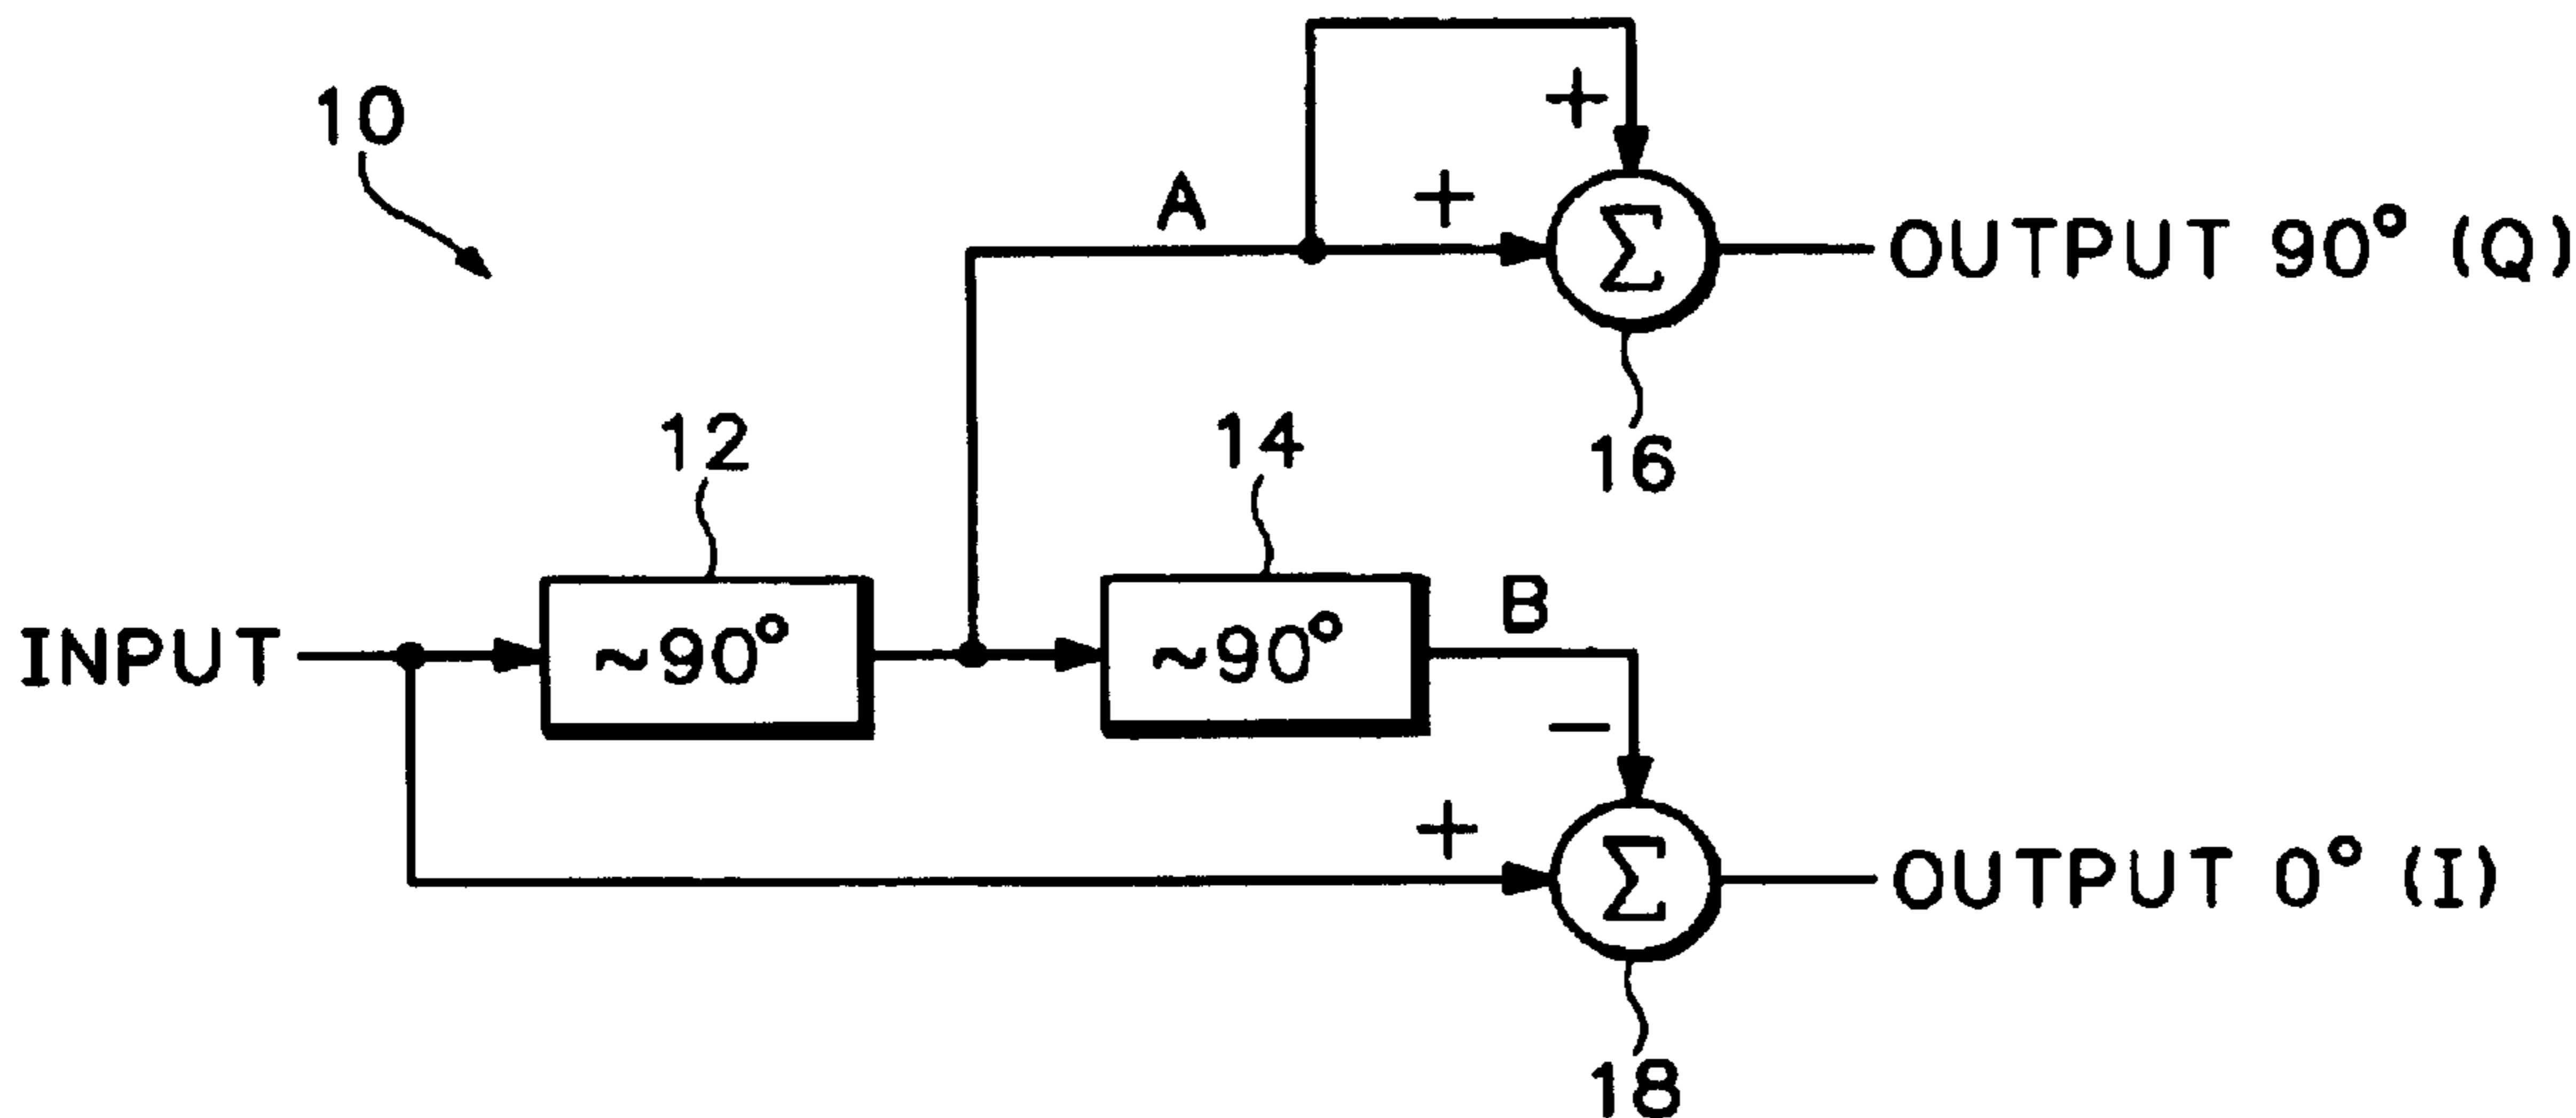 10
+
A
+
Σ
OUTPUT 90° (Q)
12
14
16
INPUT
~90°
~90°
B
−
+
Σ
OUTPUT 0° (I)
18